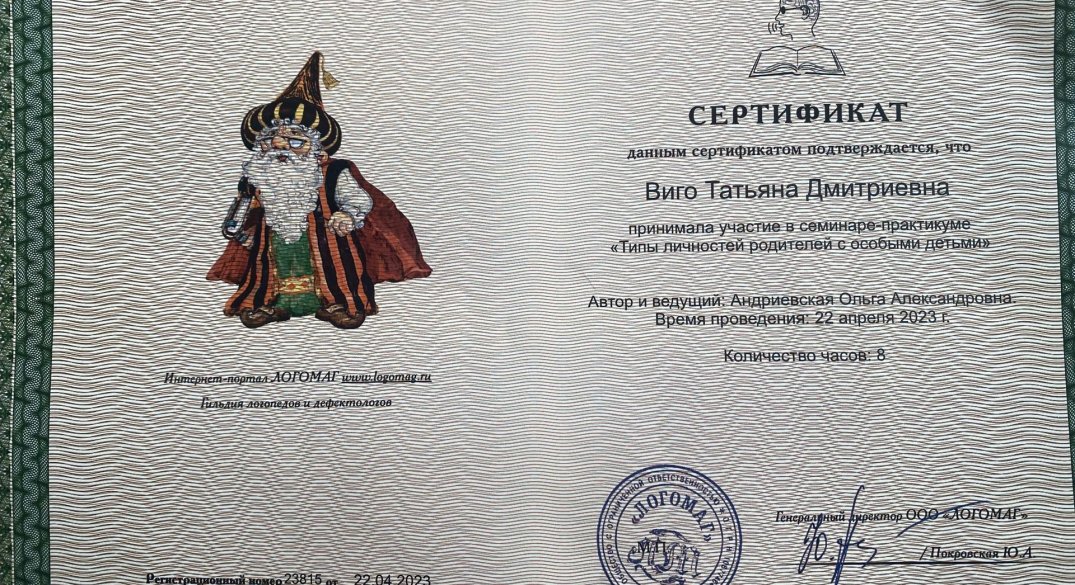 Интернет-портал ЛОГОМАГ www.logomag.ru
Гильдия логопедов и дефектологов
Регистрационный номер 23815 от 22.04.2023
СЕРТИФИКАТ
данным сертификатом подтверждается, что
Виго Татьяна Дмитриевна
принимала участие в семинаре-практикуме
«Типы личностей родителей с особыми детьми»
Автор и ведущий: Андриевская Ольга Александровна.
Время проведения: 22 апреля 2023 г.
Количество часов: 8
ОГРАНИЧЕННОЙ ОТВЕТСТВЕННОСТЬЮ
«ЛОГОМАГ»
Генеральный директор ООО «ЛОГОМАГ»
/ Покровская Ю.А.